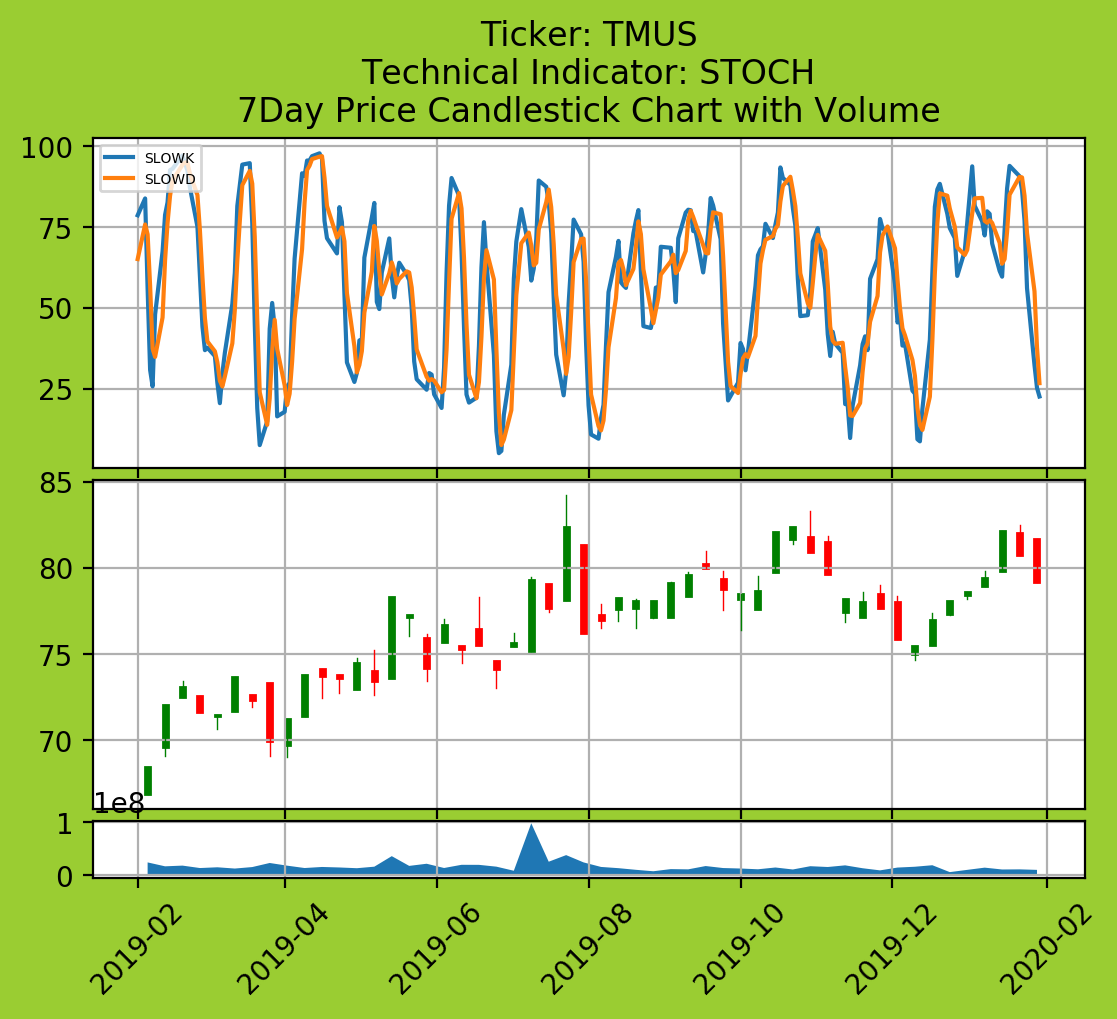 Ticker: TMUS
Technical Indicator: STOCH
7Day Price Candlestick Chart with Volume
100
75
50
25
SLOWK
SLOWD
85
80
75
70
1e8
1
0
2019-02
2019-04
2019-06
2019-08
2019-10
2019-12
2020-02